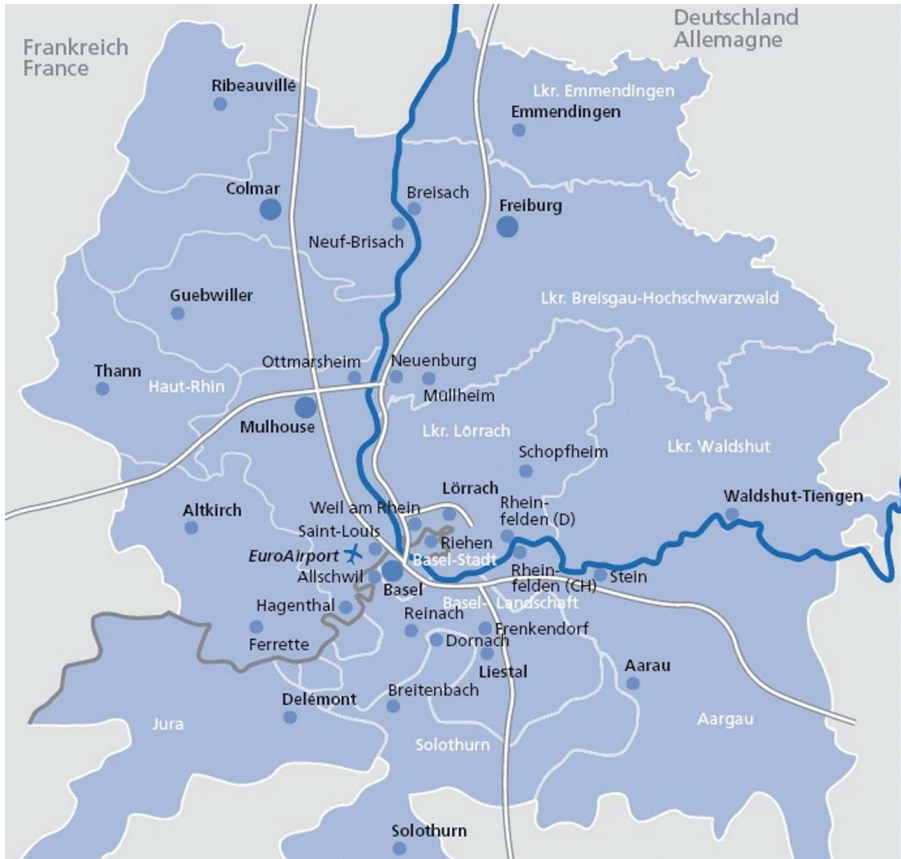 Frankreich
France
Deutschland
Allemagne
Ribeauvillé
Lkr. Emmendingen
Emmendingen
Colmar
Breisach
Freiburg
Neuf-Brisach
Guebwiller
Lkr. Breisgau-Hochschwarzwald
Ottmarsheim
Neuenburg
Thann
Haut-Rhin
Müllheim
Mulhouse
Lkr. Lörrach
Lkr. Waldshut
Schopfheim
Lörrach
Waldshut-Tiengen
Altkirch
Weil am Rhein
Rhein-
felden (D)
Saint-Louis
Riehen
EuroAirport
Basel-Stadt
Allschwil
Basel
Rhein-
felden (CH)
Stein
Hagenthal
Basel- Landschaft
Reinach
Frenkendorf
Ferrette
Dornach
Liestal
Aarau
Delémont
Breitenbach
Jura
Aargau
Solothurn
Solothurn